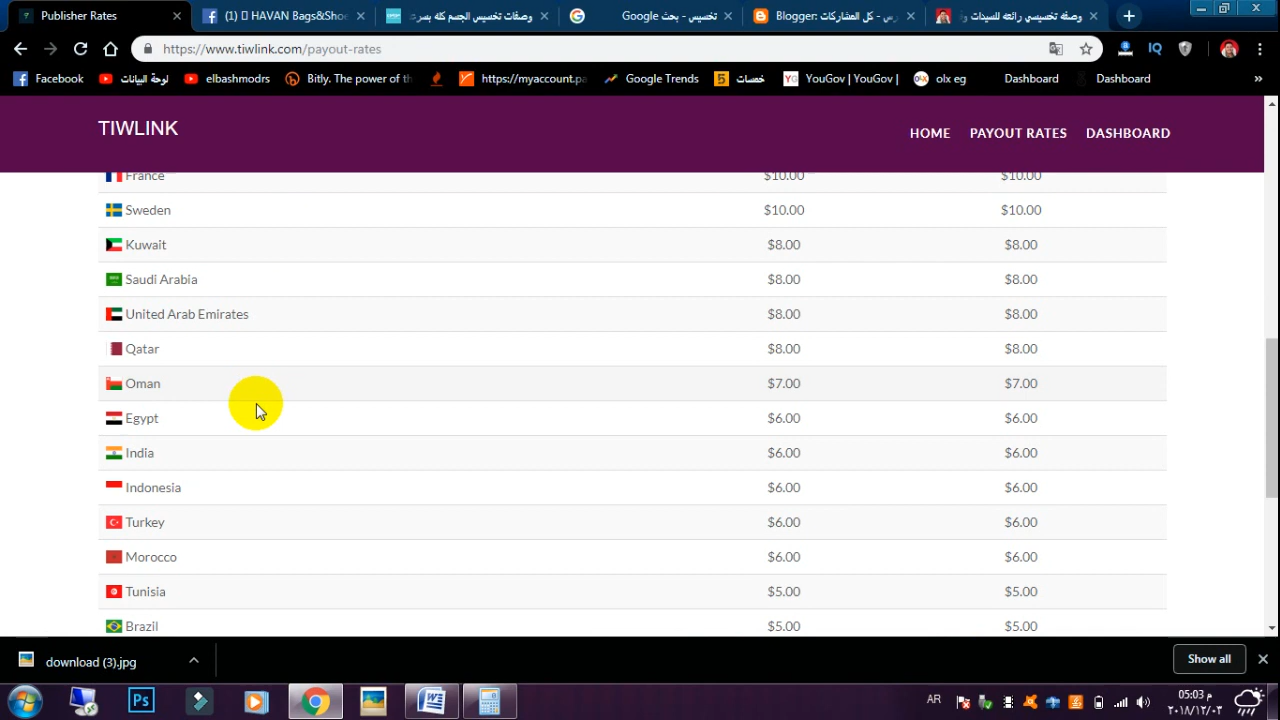 Publisher Rates
(1) HAVAN Bags&Shoe
وصفات تخسيس الجسم كله بسرعـ
تخسيس - بحث Google
Blogger: رس - كل المشاركات
وصفة تخسيسي رائعه للسيدات و
https://www.tiwlink.com/payout-rates
Facebook
لوحة البيانات
elbashmodrs
Bitly. The power of th
https://myaccount.pa
Google Trends
خمسات
YouGov | YouGov |
olx eg
Dashboard
Dashboard
»
TIWLINK
HOME PAYOUT RATES DASHBOARD
France $10.00 $10.00
Sweden $10.00 $10.00
Kuwait $8.00 $8.00
Saudi Arabia $8.00 $8.00
United Arab Emirates $8.00 $8.00
Qatar $8.00 $8.00
Oman $7.00 $7.00
Egypt $6.00 $6.00
India $6.00 $6.00
Indonesia $6.00 $6.00
Turkey $6.00 $6.00
Morocco $6.00 $6.00
Tunisia $5.00 $5.00
Brazil $5.00 $5.00
download (3).jpg
Show all
AR
05:03 م
٢٠١٨/١٢/٠٣